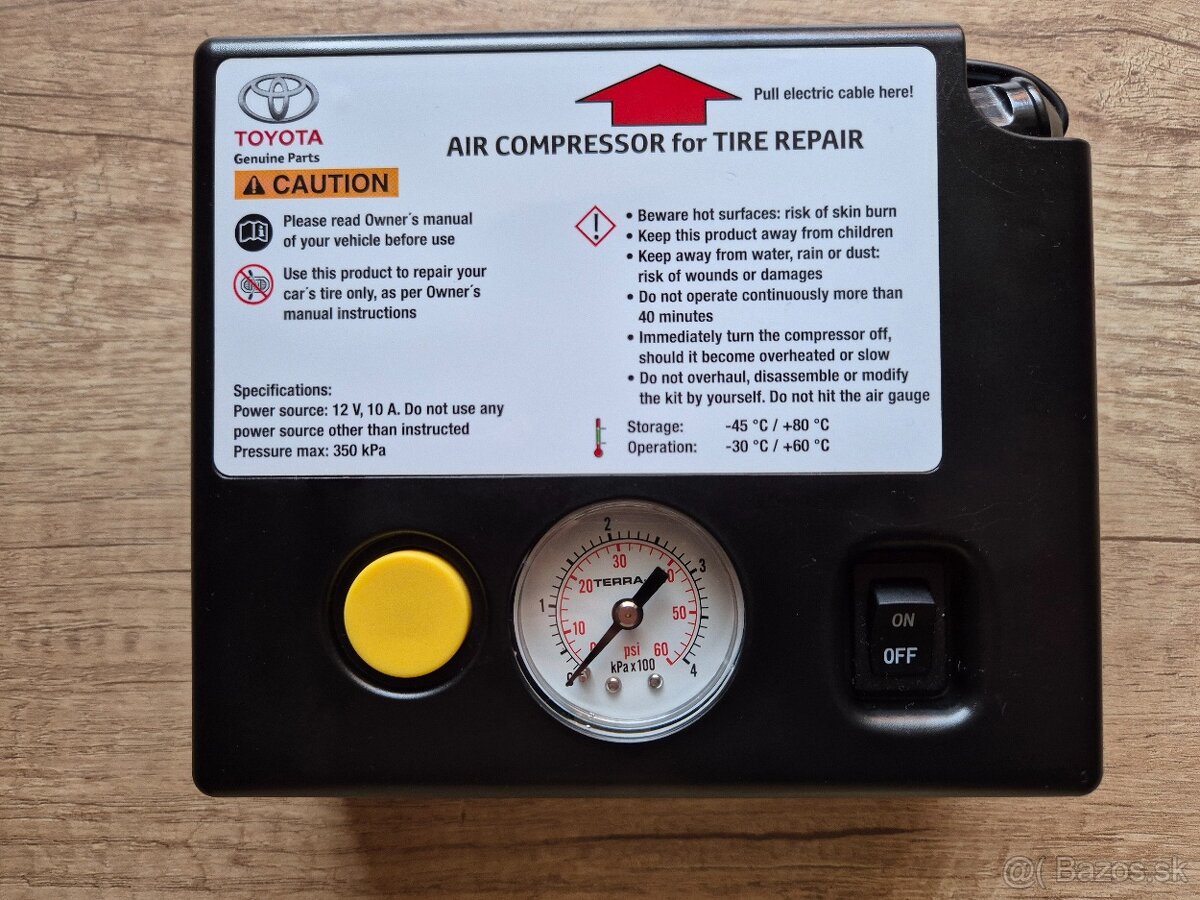 Pull electric cable here!
TOYOTA
Genuine Parts
AIR COMPRESSOR for TIRE REPAIR
CAUTION
Please read Owner´s manual
of your vehicle before use
Use this product to repair your
car´s tire only, as per Owner´s
manual instructions
Specifications:
Power source: 12 V, 10 A. Do not use any
power source other than instructed
Pressure max: 350 kPa
• Beware hot surfaces: risk of skin burn
• Keep this product away from children
• Keep away from water, rain or dust:
risk of wounds or damages
• Do not operate continuously more than
40 minutes
• Immediately turn the compressor off,
should it become overheated or slow
• Do not overhaul, disassemble or modify
the kit by yourself. Do not hit the air gauge
Storage: -45 °C / +80 °C
Operation: -30 °C / +60 °C
2
30
3
20 TERRA
1
50
10
psi 60
kPa x 100
0 4
ON
OFF
@( Bazos.sk